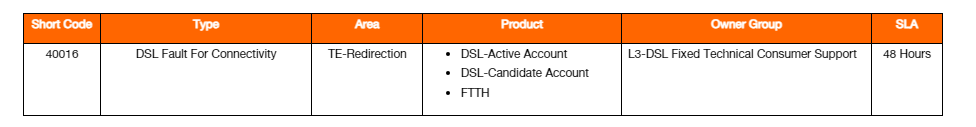 Short Code Type Area Product Owner Group SLA
40016 DSL Fault For Connectivity TE-Redirection • DSL-Active Account L3-DSL Fixed Technical Consumer Support 48 Hours
• DSL-Candidate Account
• FTTH